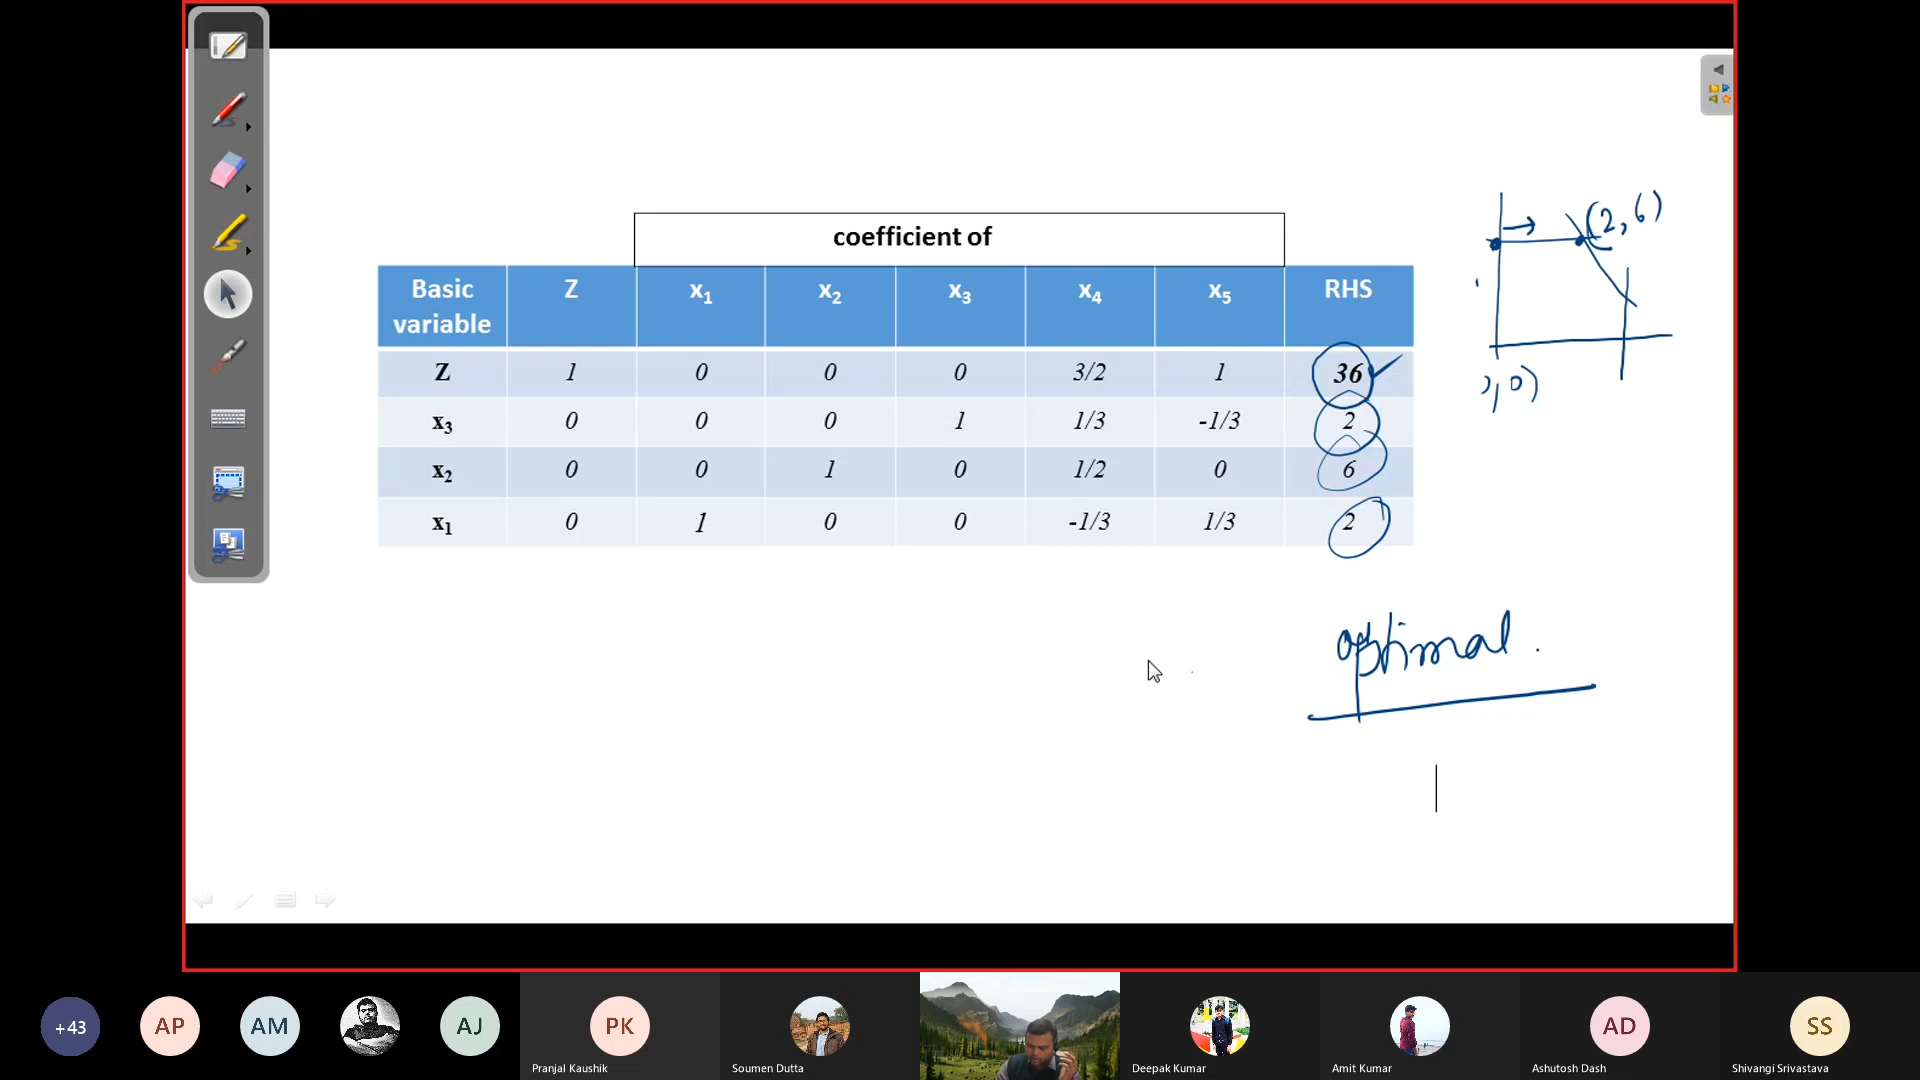 coefficient of
Basic variable Z x₁ x₂ x₃ x₄ x₅ RHS
Z 1 0 0 0 3/2 1 36
x₃ 0 0 0 1 1/3 -1/3 2
x₂ 0 0 1 0 1/2 0 6
x₁ 0 1 0 0 -1/3 1/3 2
(2,6)
,0)
optimal.
+43
AP
AM
AJ
PK
AD
SS
Pranjal Kaushik
Soumen Dutta
Deepak Kumar
Amit Kumar
Ashutosh Dash
Shivangi Srivastava